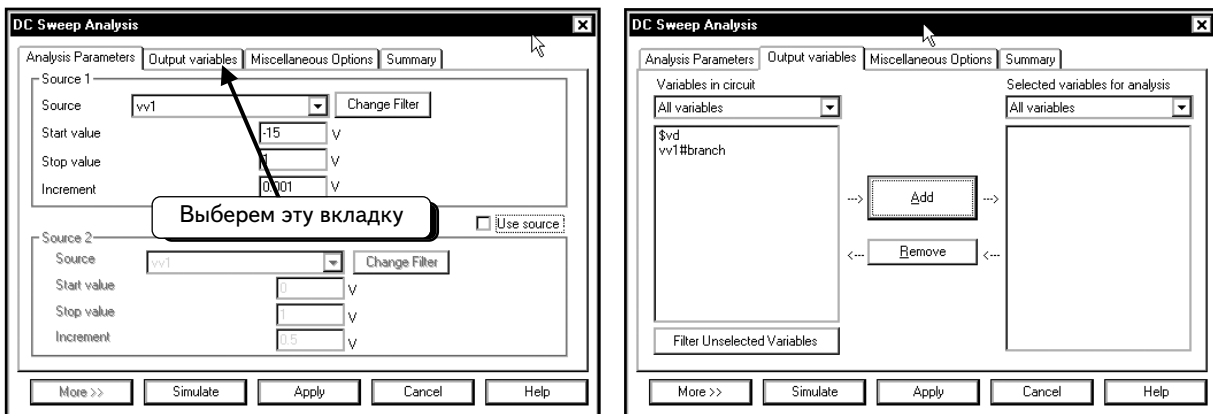 DC Sweep Analysis
Analysis Parameters Output variables Miscellaneous Options Summary
Source 1
Source vv1 Change Filter
Start value -15 V
Stop value V
Increment 0.001 V
Выберем эту вкладку
Use source
Source 2
Source vv1 Change Filter
Start value 0 V
Stop value 1 V
Increment 0.5 V
More >> Simulate Apply Cancel Help
DC Sweep Analysis
Analysis Parameters Output variables Miscellaneous Options Summary
Variables in circuit
All variables
$vd
vv1#branch
Filter Unselected Variables
---> Add --->
<--- Remove <---
Selected variables for analysis
All variables
More >> Simulate Apply Cancel Help